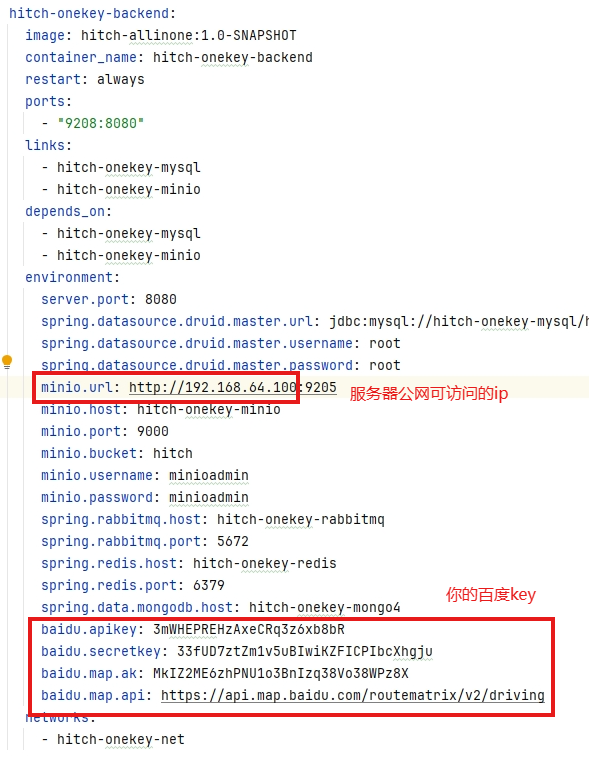 hitch-onekey-backend:
image: hitch-allinone:1.0-SNAPSHOT
container_name: hitch-onekey-backend
restart: always
ports:
- "9208:8080"
links:
- hitch-onekey-mysql
- hitch-onekey-minio
depends_on:
- hitch-onekey-mysql
- hitch-onekey-minio
environment:
server.port: 8080
spring.datasource.druid.master.url: jdbc:mysql://hitch-onekey-mysql/h
spring.datasource.druid.master.username: root
spring.datasource.druid.master.password: root
minio.url: http://192.168.64.100:9205
服务器公网可访问的ip
minio.host: hitch-onekey-minio
minio.port: 9000
minio.bucket: hitch
minio.username: minioadmin
minio.password: minioadmin
spring.rabbitmq.host: hitch-onekey-rabbitmq
spring.rabbitmq.port: 5672
spring.redis.host: hitch-onekey-redis
spring.redis.port: 6379
你的百度key
spring.data.mongodb.host: hitch-onekey-mongo4
baidu.apikey: 3mWHEPREHzAxeCRq3z6xb8bR
baidu.secretkey: 33fUD7ztZm1v5uBIwiKZFICPIbcXhgju
baidu.map.ak: MkIZ2ME6zhPNU1o3BnIzq38Vo38WPz8X
baidu.map.api: https://api.map.baidu.com/routematrix/v2/driving
networks:
- hitch-onekey-net